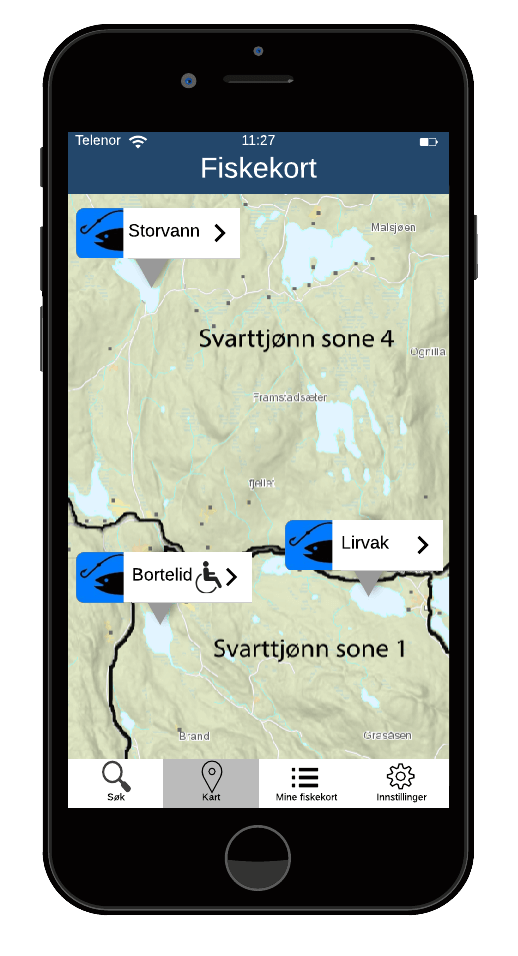 Telenor 11:27
Fiskekort
Storvann
Malsjøen
Svarttjønn sone 4
Framstadsæter
fjellet
Lirvak
Bortelid
Svarttjønn sone 1
Brand
Grasåsen
Søk
Kart
Mine fiskekort
Innstillinger